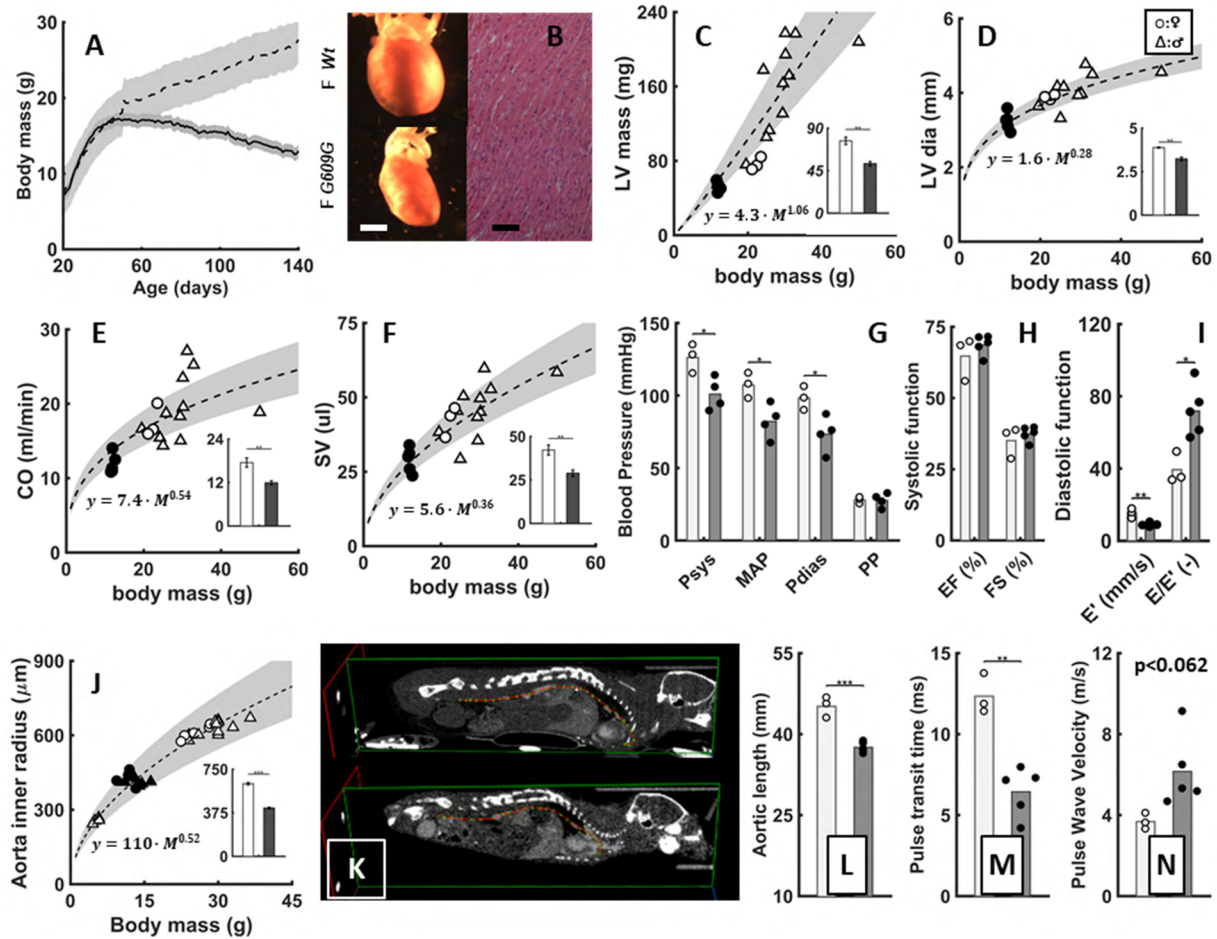 A
Body mass (g)
30
20
10
0
20
60
100
140
Age (days)
B
F Wt
F G609G
C
LV mass (mg)
240
160
80
0
0
20
40
60
body mass (g)
y = 4.3 · M^1.06
90
45
0
**
D
LV dia (mm)
6
4
2
0
0
20
40
60
body mass (g)
y = 1.6 · M^0.28
5
2.5
0
**
○:♀
△:♂
E
CO (ml/min)
30
20
10
0
0
20
40
60
body mass (g)
y = 7.4 · M^0.54
24
12
0
**
F
SV (ul)
75
50
25
0
0
20
40
60
body mass (g)
y = 5.6 · M^0.36
50
25
0
**
G
Blood Pressure (mmHg)
150
100
50
0
*
*
*
Psys
MAP
Pdias
PP
H
Systolic function
75
50
25
0
EF (%)
FS (%)
I
Diastolic function
120
80
40
0
**
*
E' (mm/s)
E/E' (-)
J
Aorta inner radius (μm)
900
600
300
0
0
15
30
45
Body mass (g)
y = 110 · M^0.52
750
375
0
***
K
L
Aortic length (mm)
55
40
25
10
***
M
Pulse transit time (ms)
15
10
5
0
**
N
Pulse Wave Velocity (m/s)
12
8
4
0
p<0.062